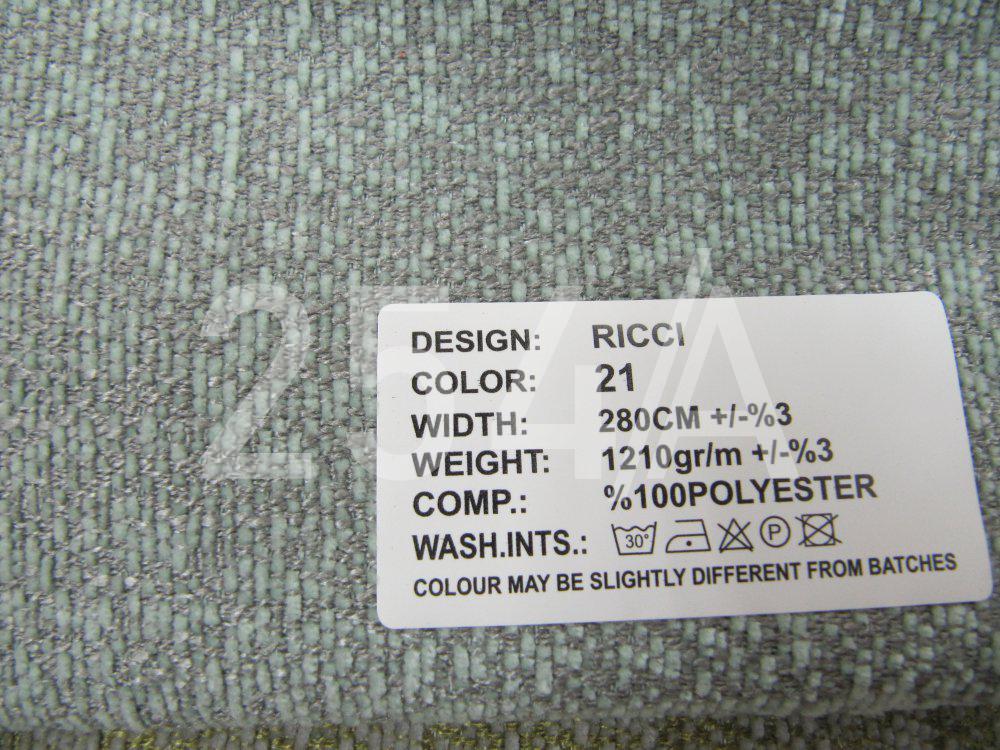 254A
DESIGN: RICCI
COLOR: 21
WIDTH: 280CM +/-%3
WEIGHT: 1210gr/m +/-%3
COMP.: %100POLYESTER
WASH.INTS.: 30° P
COLOUR MAY BE SLIGHTLY DIFFERENT FROM BATCHES